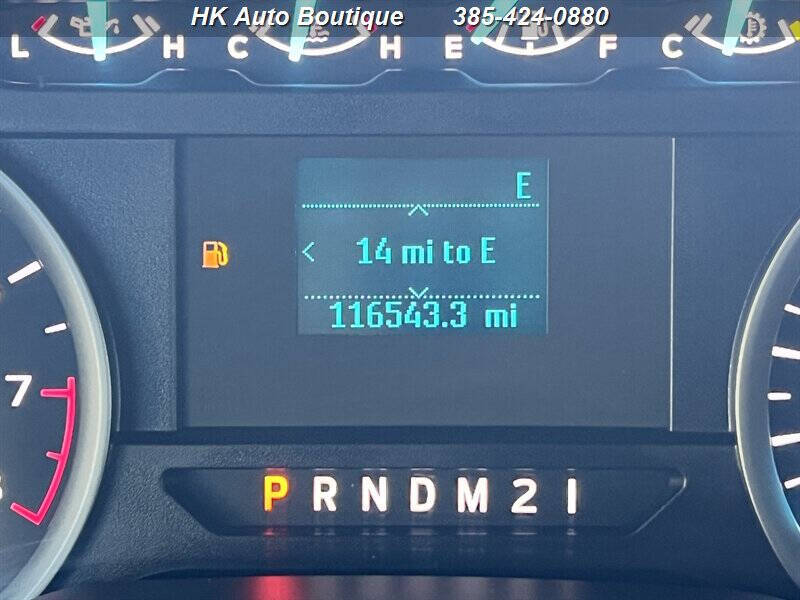 HK Auto Boutique 385-424-0880
L H C H E F C
E
14 mi to E
116543.3 mi
7
P R N D M 2 1